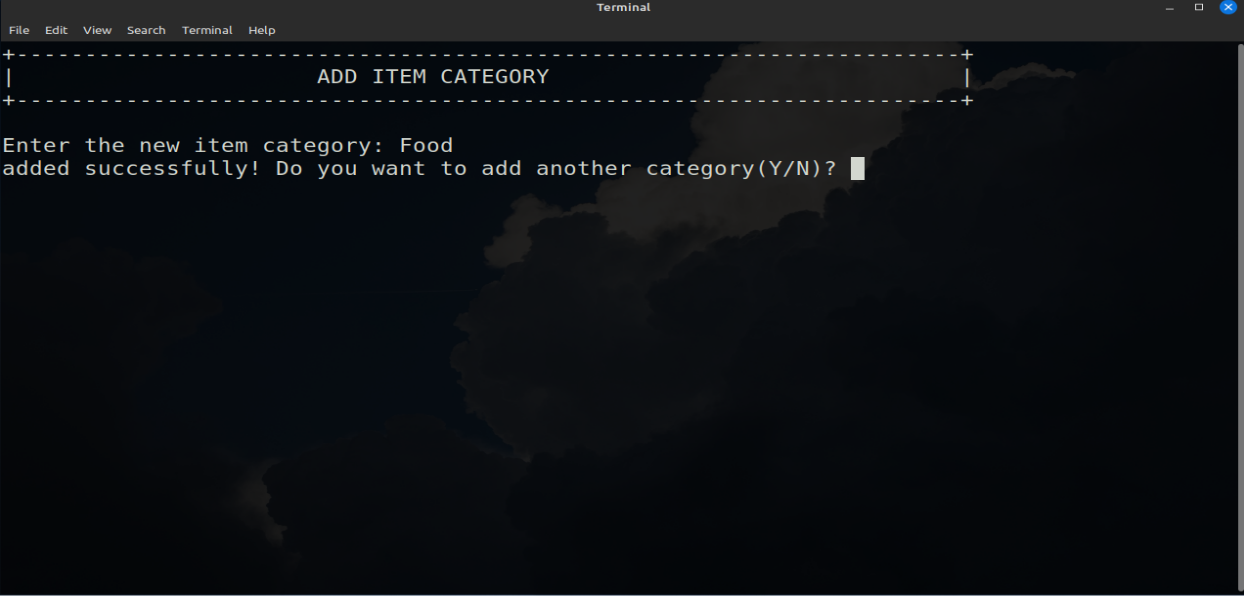 Terminal
File Edit View Search Terminal Help
+---------------------------------------------------------------------+
| ADD ITEM CATEGORY |
+---------------------------------------------------------------------+
Enter the new item category: Food
added successfully! Do you want to add another category(Y/N)?